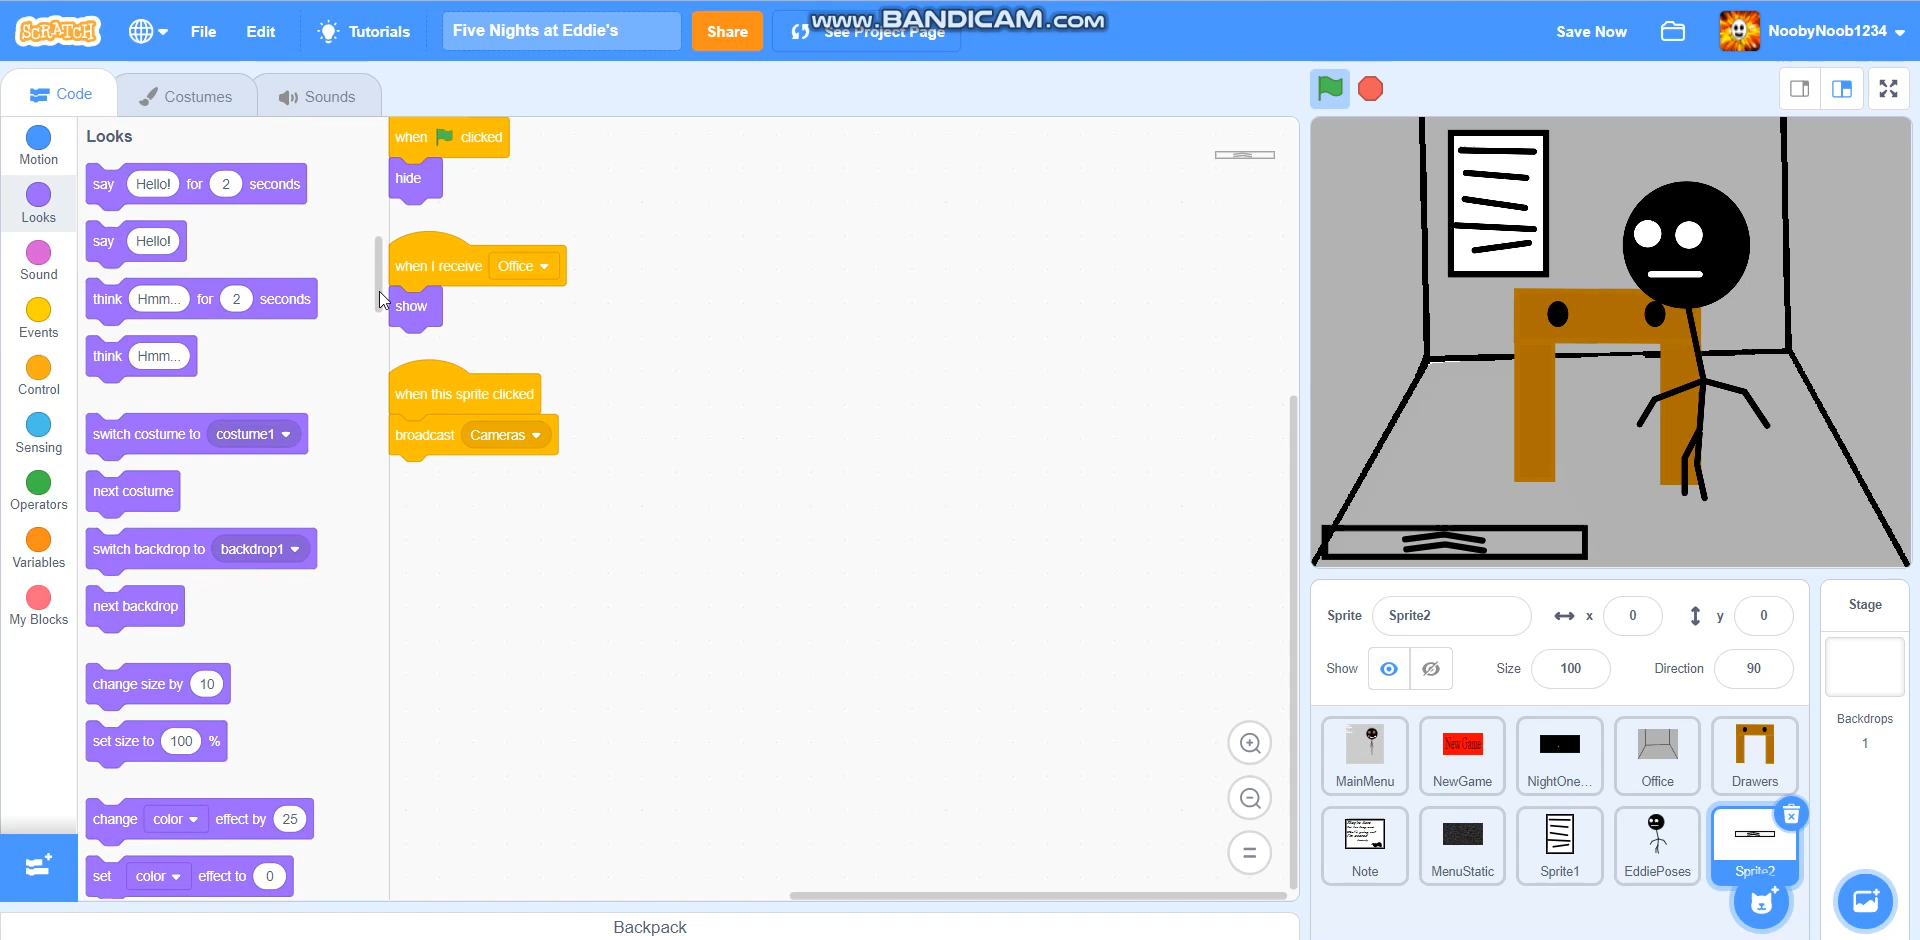 SCRATCH
File
Edit
Tutorials
Five Nights at Eddie's
Share
See Project Page
www.BANDICAM.com
Save Now
NoobyNoob1234
Code
Costumes
Sounds
Motion
Looks
Sound
Events
Control
Sensing
Operators
Variables
My Blocks
Looks
say Hello! for 2 seconds
say Hello!
think Hmm... for 2 seconds
think Hmm...
switch costume to costume1
next costume
switch backdrop to backdrop1
next backdrop
change size by 10
set size to 100 %
change color effect by 25
set color effect to 0
when clicked
hide
when I receive Office
show
when this sprite clicked
broadcast Cameras
Backpack
Sprite Sprite2 x 0 y 0
Show Size 100 Direction 90
Stage
Backdrops
1
New Game
MainMenu
NewGame
NightOne...
Office
Drawers
Note
MenuStatic
Sprite1
EddiePoses
Sprite2